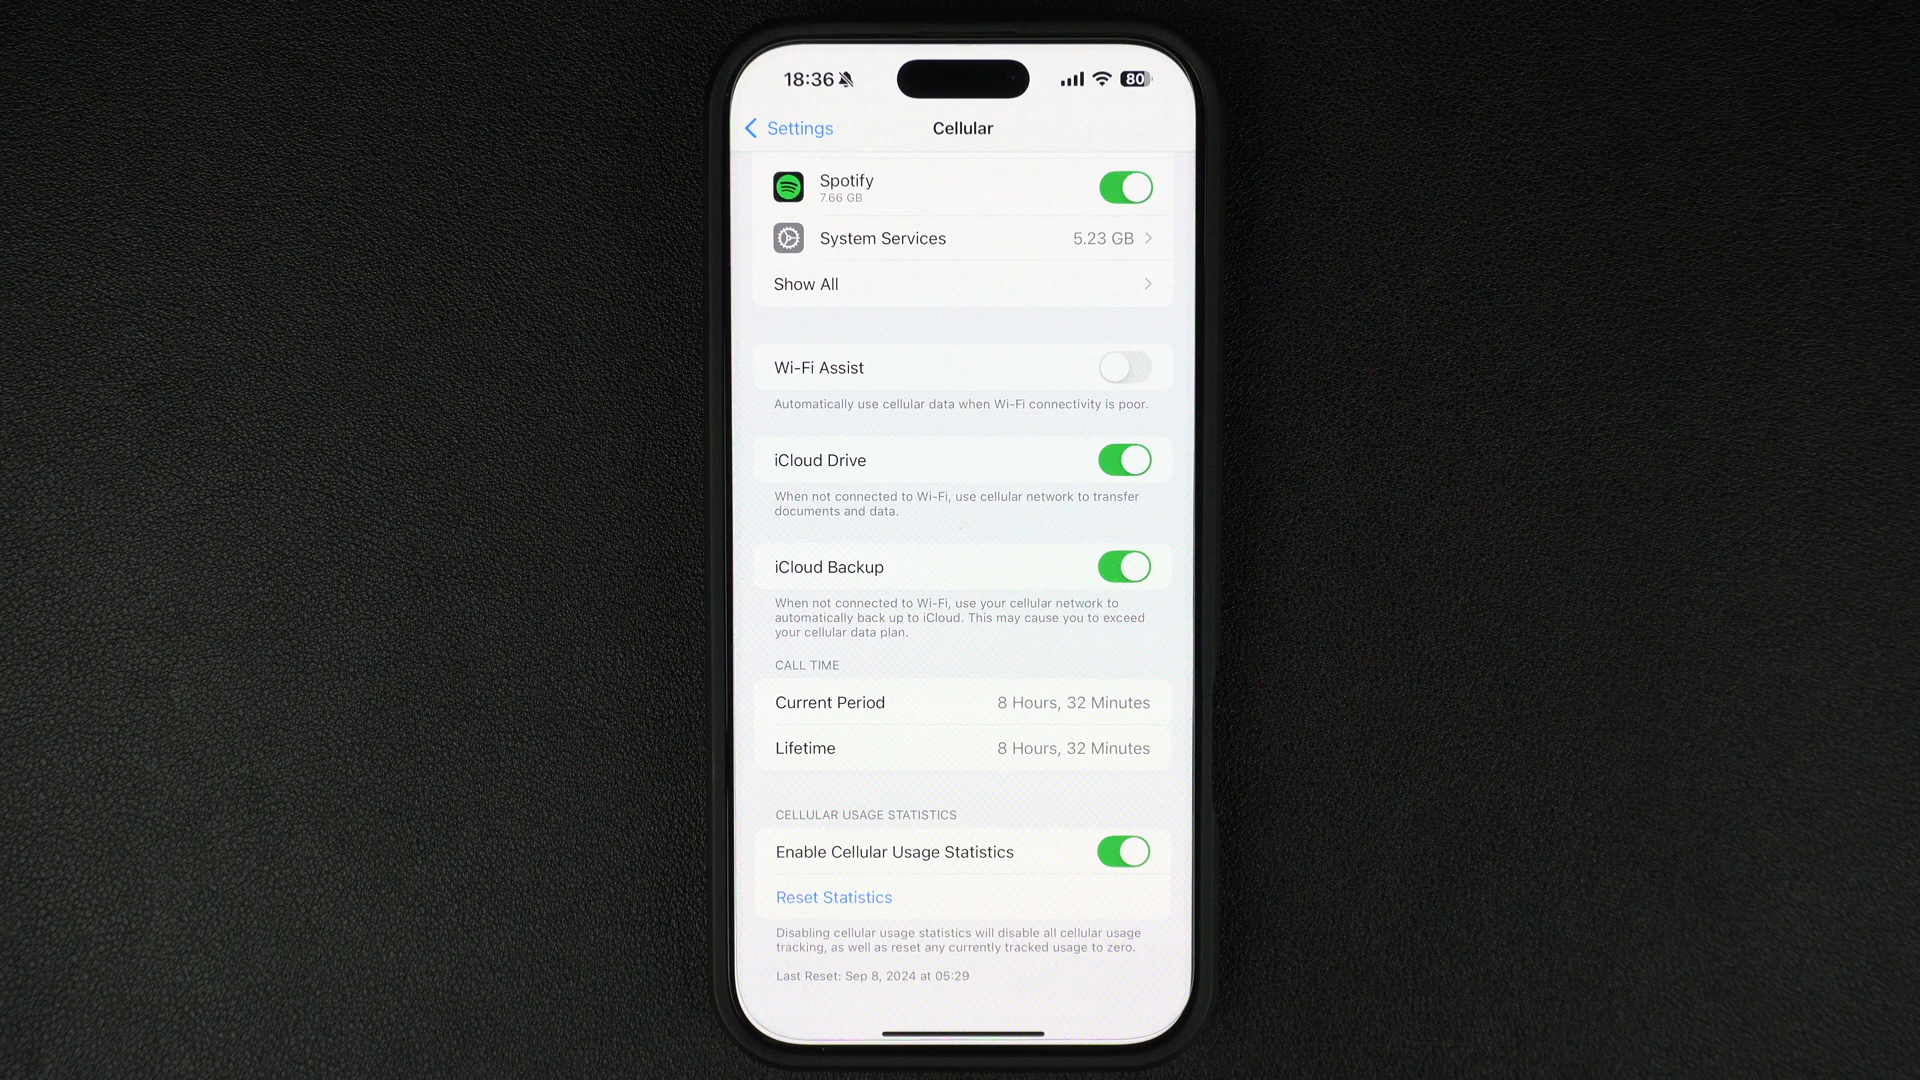 18:36
80
Settings
Cellular
Spotify
7.66 GB
System Services
5.23 GB
Show All
Wi-Fi Assist
Automatically use cellular data when Wi-Fi connectivity is poor.
iCloud Drive
When not connected to Wi-Fi, use cellular network to transfer
documents and data.
iCloud Backup
When not connected to Wi-Fi, use your cellular network to
automatically back up to iCloud. This may cause you to exceed
your cellular data plan.
CALL TIME
Current Period
8 Hours, 32 Minutes
Lifetime
8 Hours, 32 Minutes
CELLULAR USAGE STATISTICS
Enable Cellular Usage Statistics
Reset Statistics
Disabling cellular usage statistics will disable all cellular usage
tracking, as well as reset any currently tracked usage to zero.
Last Reset: Sep 8, 2024 at 05:29